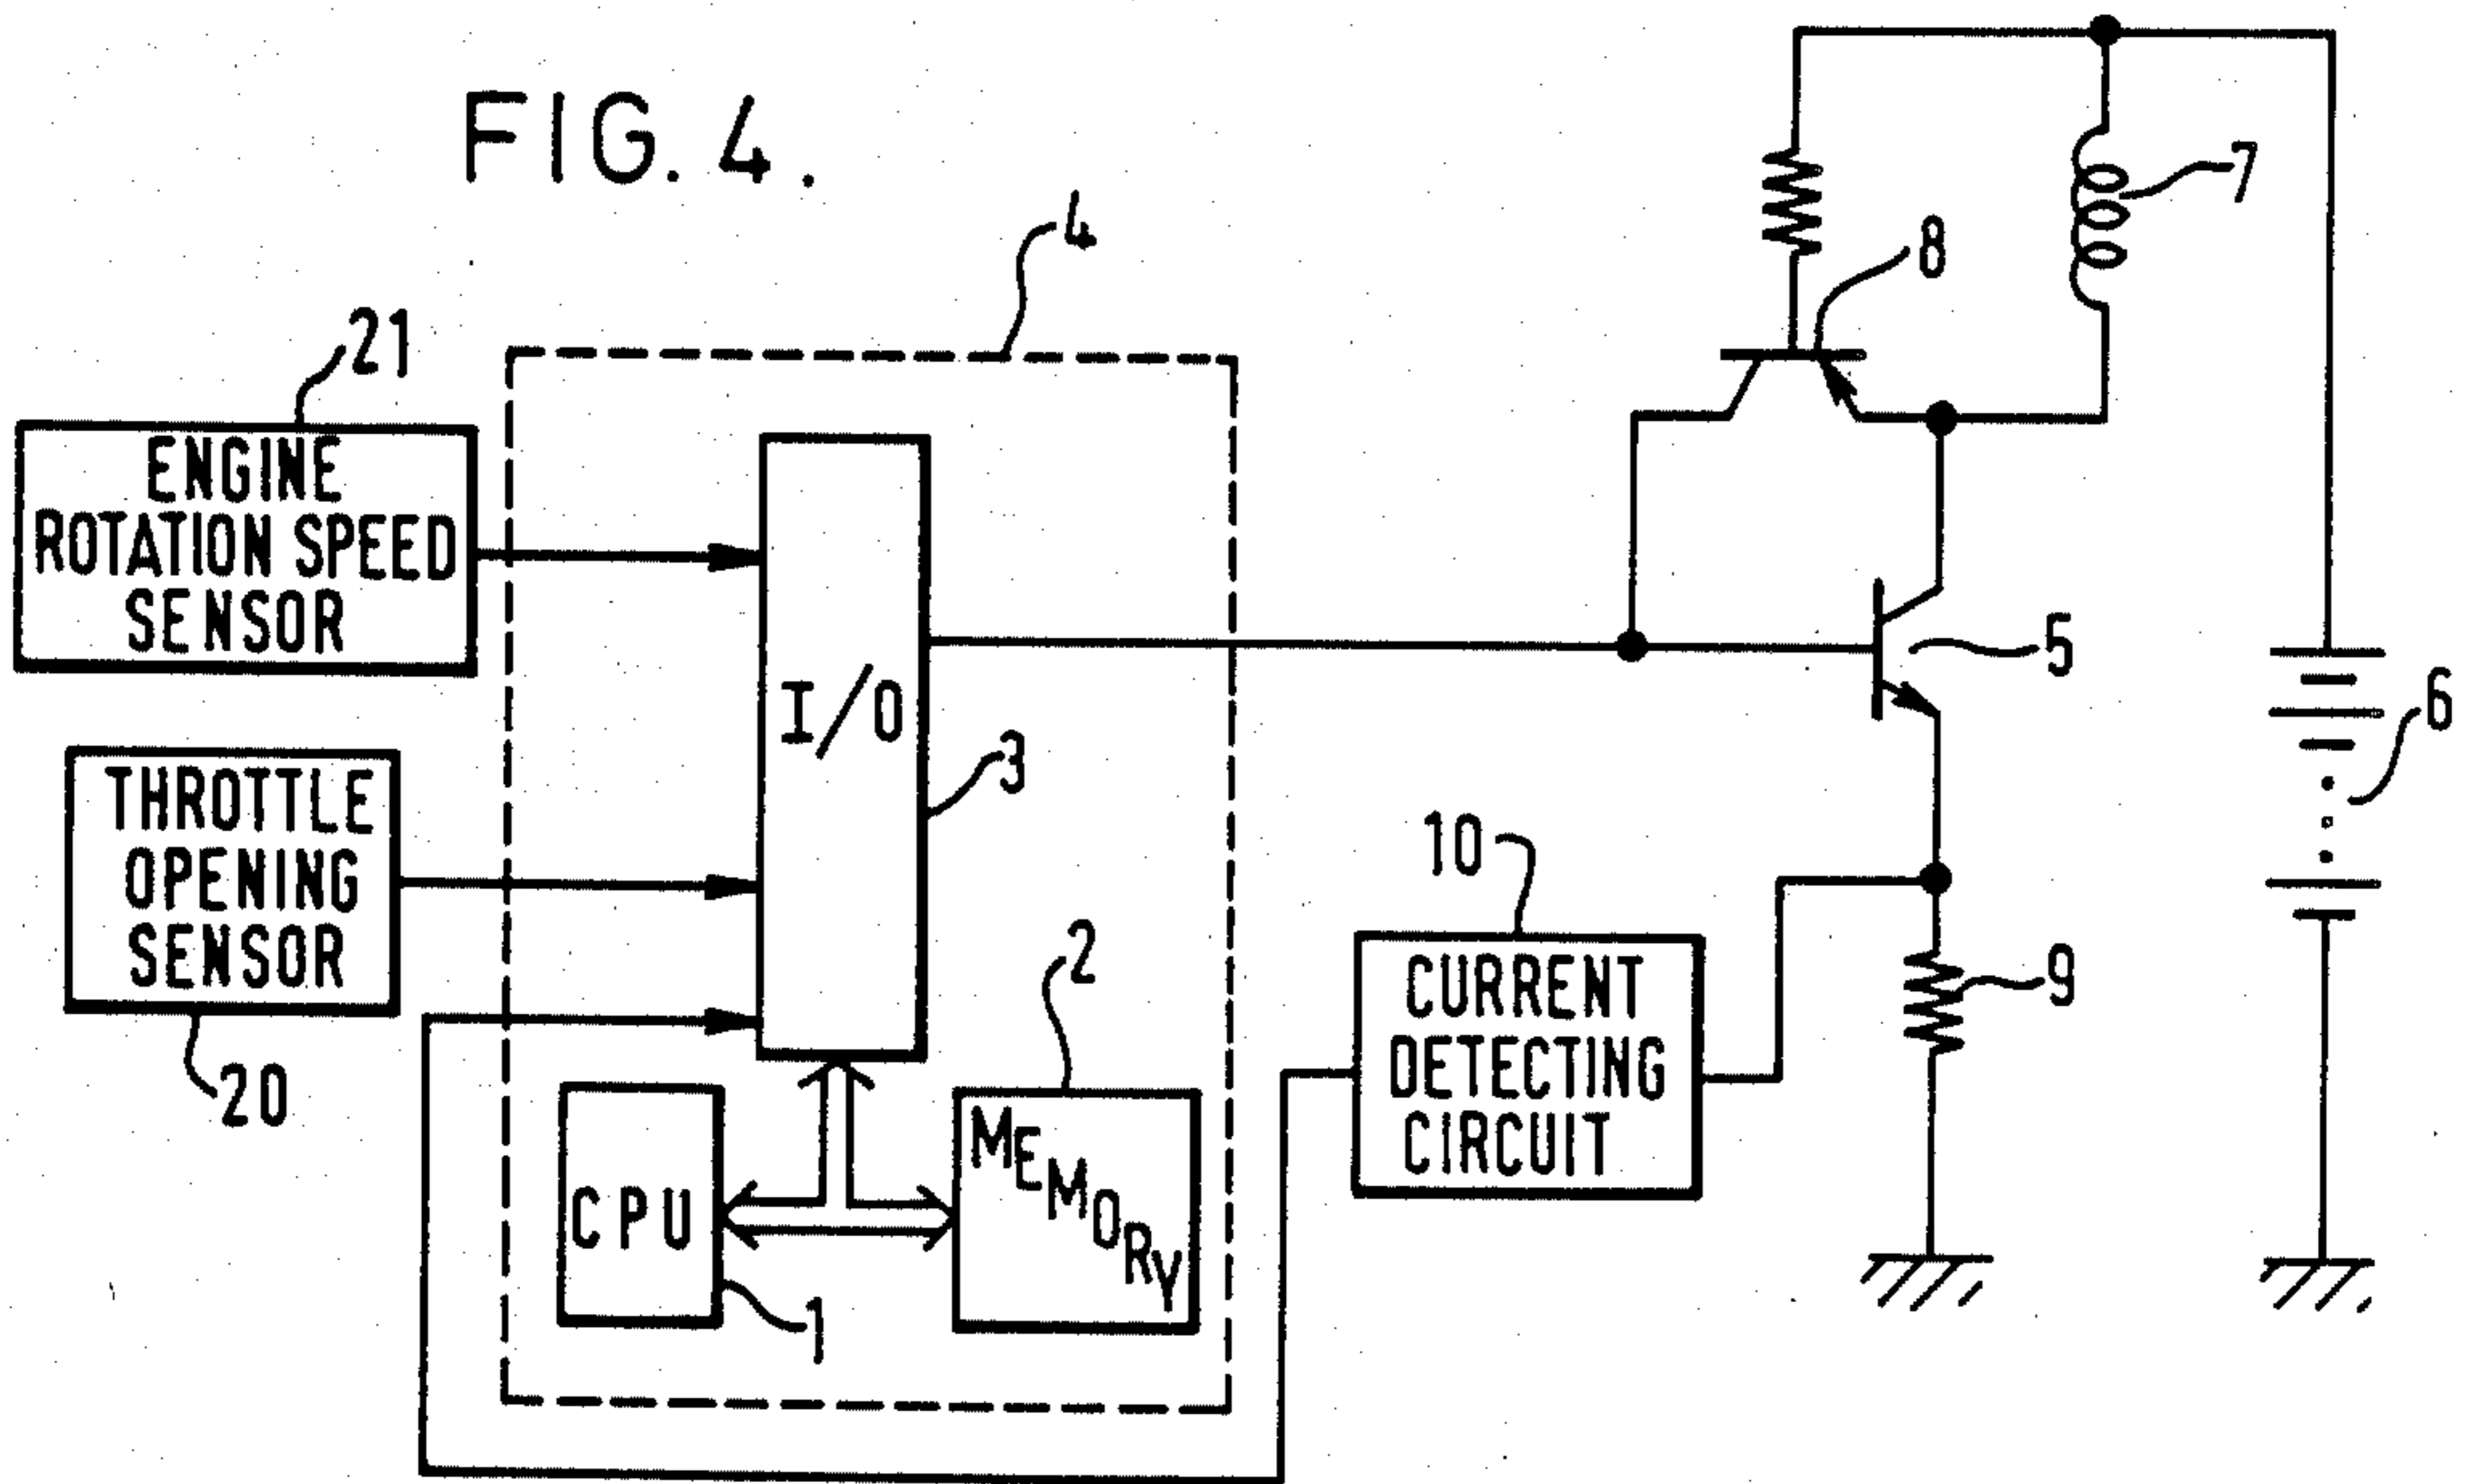 FIG. 4.
4
7
8
21
ENGINE
ROTATION SPEED
SENSOR
5
I/O
6
3
THROTTLE
OPENING
SENSOR
10
2
9
CURRENT
DETECTING
CIRCUIT
20
CPU
MEMORY
1